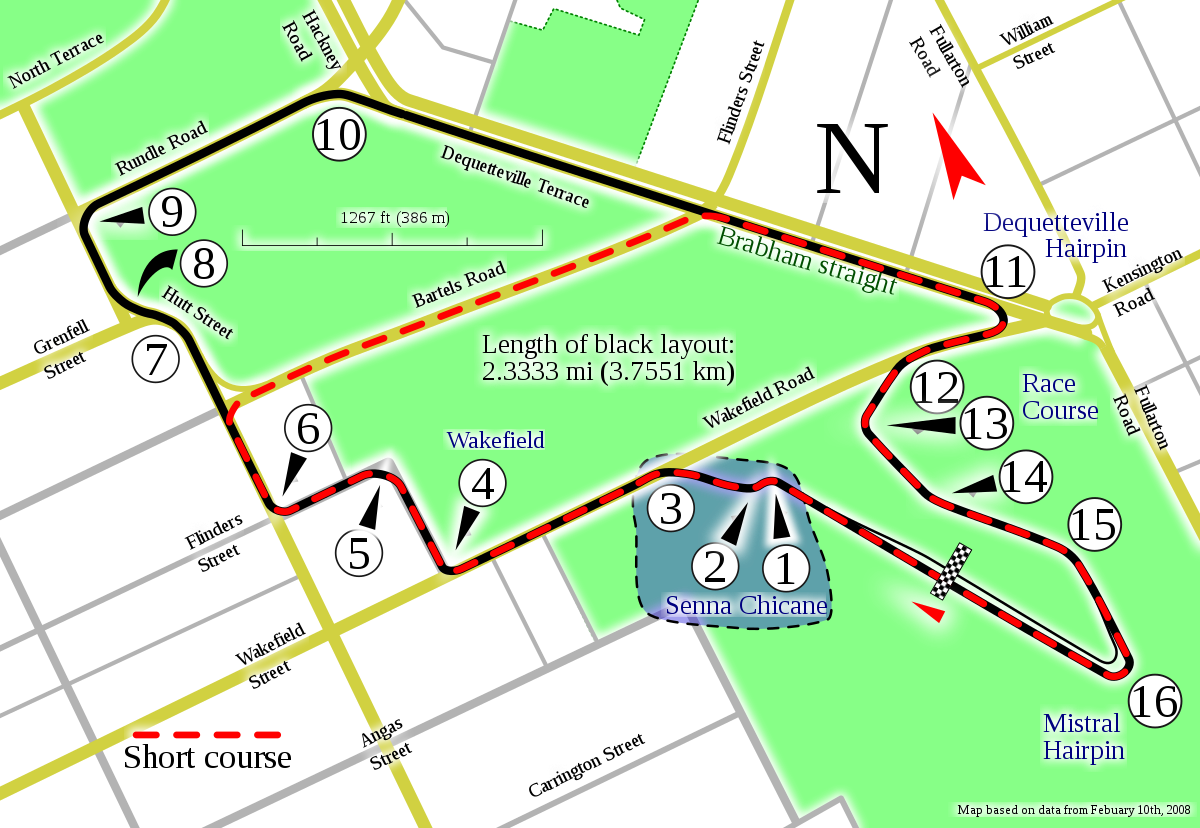 North Terrace
Hackney
Road
Rundle Road
10
Dequetteville Terrace
Flinders Street
Fullarton
Road
William
Street
N
9
8
1267 ft (386 m)
Hutt Street
Bartels Road
Brabham straight
Dequetteville
Hairpin
11
Kensington
Road
Grenfell
Street
7
Length of black layout:
2.3333 mi (3.7551 km)
Wakefield Road
12
13
Race
Course
Fullarton
Road
6
Wakefield
4
14
5
3
2
1
15
Senna Chicane
Flinders
Street
Wakefield
Street
16
Mistral
Hairpin
Short course
Angas
Street
Carrington Street
Map based on data from Febuary 10th, 2008